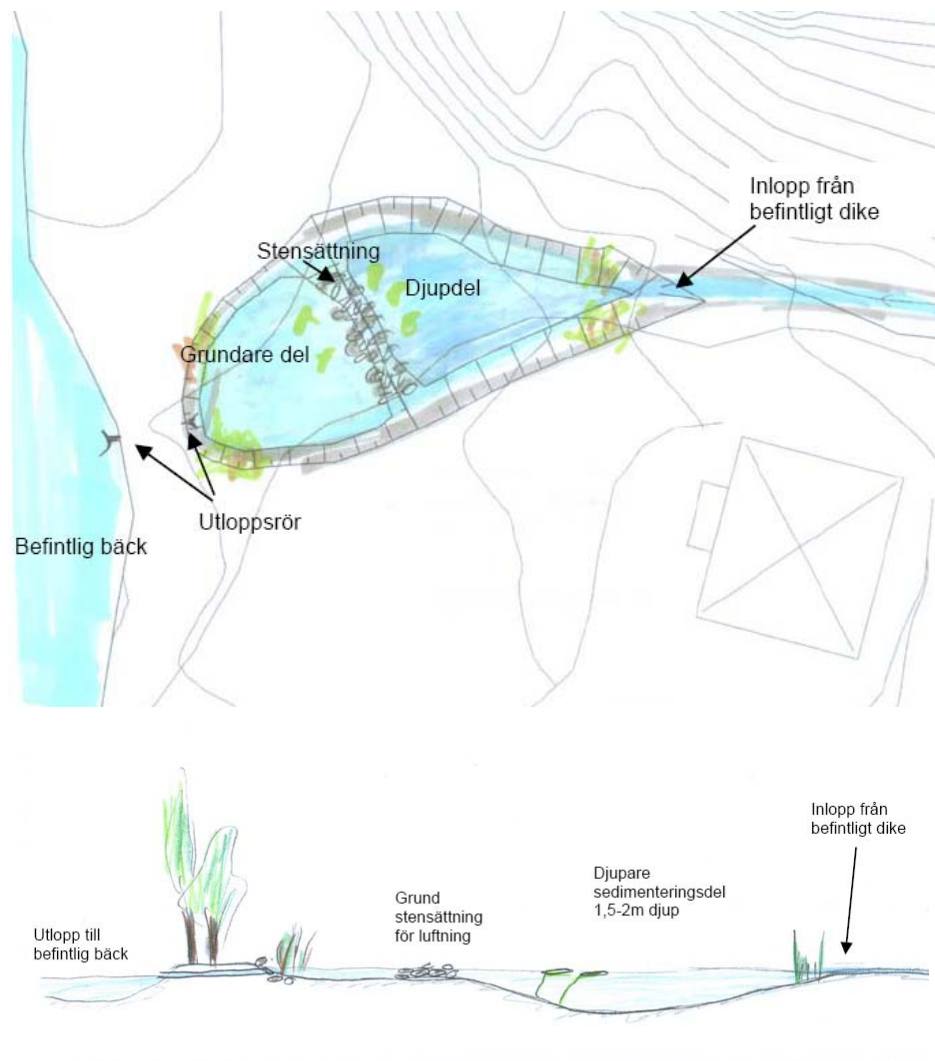 Inlopp från
befintligt dike
Stensättning
Djupdel
Grundare del
Utloppsrör
Befintlig bäck
Inlopp från
befintligt dike
Djupare
sedimenteringsdel
1,5-2m djup
Grund
stensättning
för luftning
Utlopp till
befintlig bäck